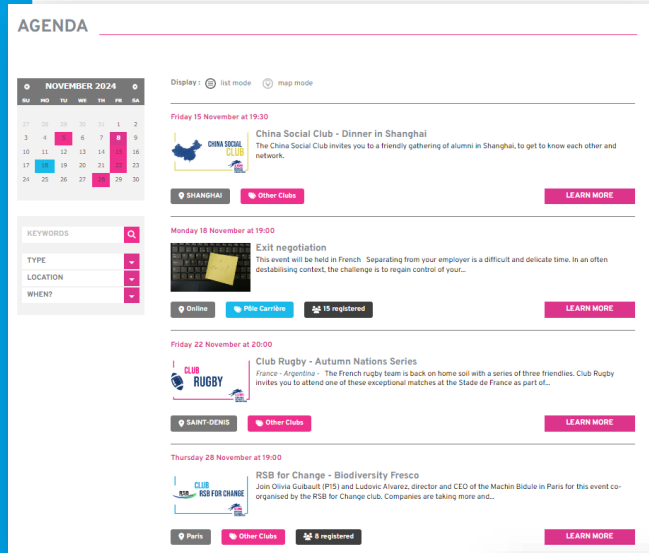 AGENDA
NOVEMBER 2024
SU MO TU WE TH FR SA
27 28 29 30 31 1 2
3 4 5 6 7 8 9
10 11 12 13 14 15 16
17 18 19 20 21 22 23
24 25 26 27 28 29 30
KEYWORDS
TYPE
LOCATION
WHEN?
Display : list mode map mode
Friday 15 November at 19:30
CHINA SOCIAL
CLUB
China Social Club - Dinner in Shanghai
The China Social Club invites you to a friendly gathering of alumni in Shanghai, to get to know each other and
network.
SHANGHAI Other Clubs LEARN MORE
Monday 18 November at 19:00
Exit negotiation
This event will be held in French Separating from your employer is a difficult and delicate time. In an often
destabilising context, the challenge is to regain control of your...
Online Pôle Carrière 15 registered LEARN MORE
Friday 22 November at 20:00
CLUB
RUGBY
Club Rugby - Autumn Nations Series
France - Argentina - The French rugby team is back on home soil with a series of three friendlies. Club Rugby
invites you to attend one of these exceptional matches at the Stade de France as part of...
SAINT-DENIS Other Clubs LEARN MORE
Thursday 28 November at 19:00
CLUB
RSB RSB FOR CHANGE
RSB for Change - Biodiversity Fresco
Join Olivia Guibault (P15) and Ludovic Alvarez, director and CEO of the Machin Bidule in Paris for this event co-
organised by the RSB for Change club. Companies are taking more and...
Paris Other Clubs 8 registered LEARN MORE